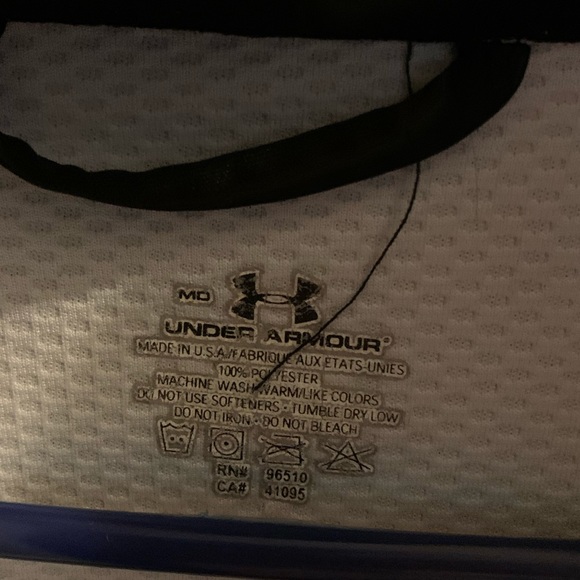 MD
UNDER ARMOUR®
MADE IN U.S.A./FABRIQUE AUX ETATS-UNIES
100% POLYESTER
MACHINE WASH WARM/LIKE COLORS
DO NOT USE SOFTENERS · TUMBLE DRY LOW
DO NOT IRON · DO NOT BLEACH
RN# 96510
CA# 41095